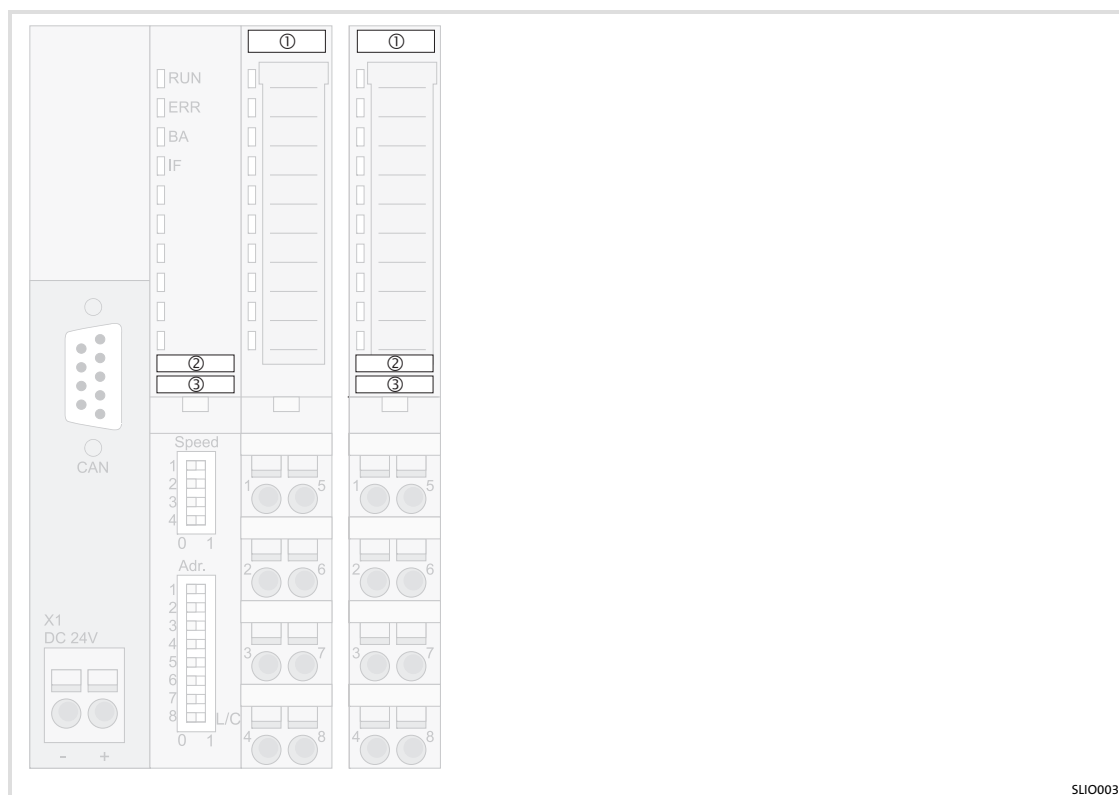 ① ①
RUN
ERR
BA
IF
② ②
③ ③
CAN
Speed
1
2
3
4
0 1
Adr.
1
2
3
4
5
6
7
8 L/C
0 1
X1
DC 24V
- +
1 5
2 6
3 7
4 8
1 5
2 6
3 7
4 8
SLIO003